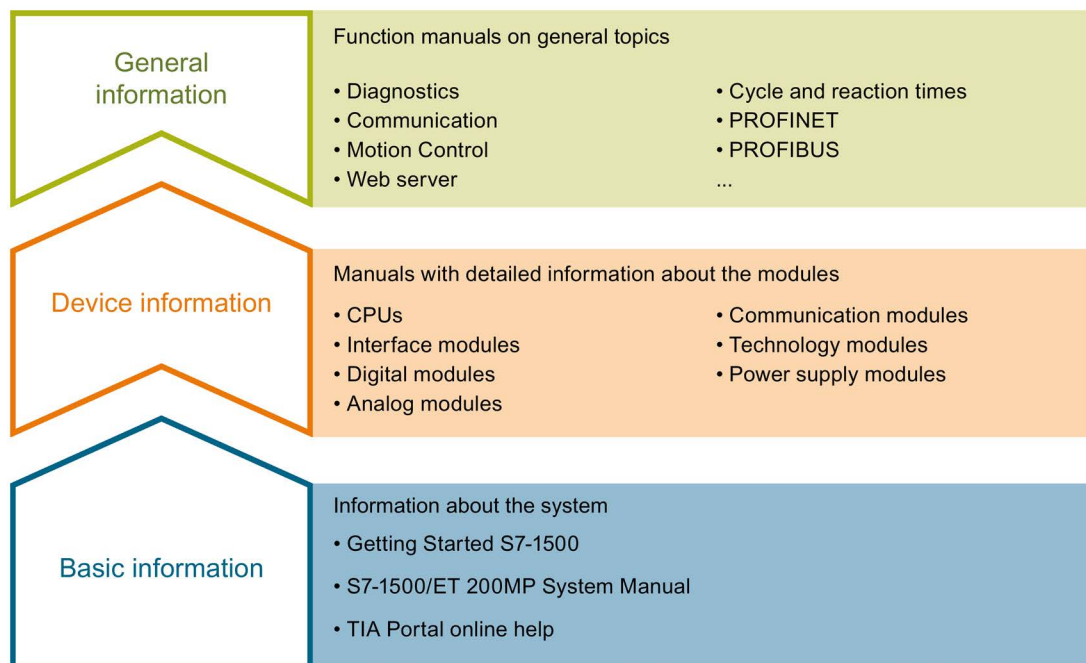 General
information
Function manuals on general topics
• Diagnostics
• Communication
• Motion Control
• Web server
• Cycle and reaction times
• PROFINET
• PROFIBUS
...
Device information
Manuals with detailed information about the modules
• CPUs
• Interface modules
• Digital modules
• Analog modules
• Communication modules
• Technology modules
• Power supply modules
Basic information
Information about the system
• Getting Started S7-1500
• S7-1500/ET 200MP System Manual
• TIA Portal online help